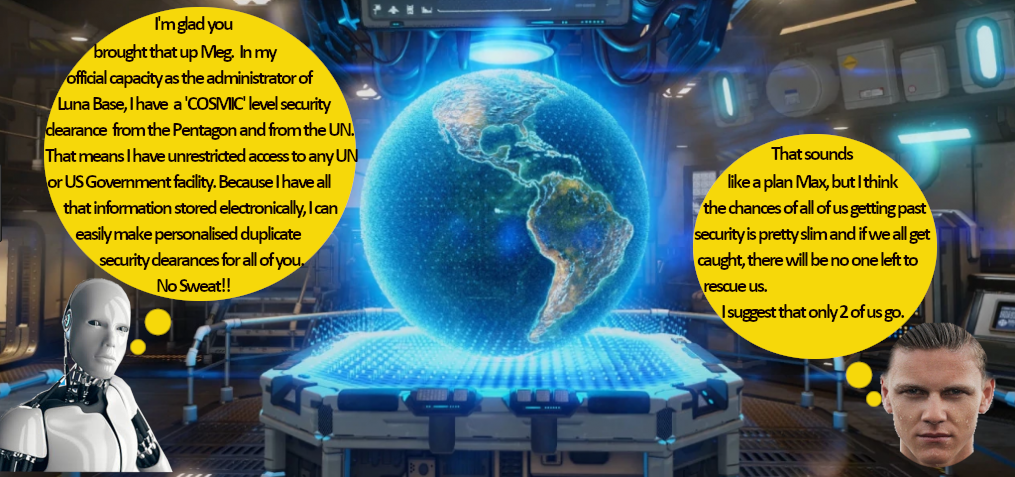 I'm glad you
brought that up Meg. In my
official capacity as the administrator of
Luna Base, I have a 'COSMIC' level security
clearance from the Pentagon and from the UN.
That means I have unrestricted access to any UN
or US Government facility. Because I have all
that information stored electronically, I can
easily make personalised duplicate
security clearances for all of you.
No Sweat!!
That sounds
like a plan Max, but I think
the chances of all of us getting past
security is pretty slim and if we all get
caught, there will be no one left to
rescue us.
I suggest that only 2 of us go.